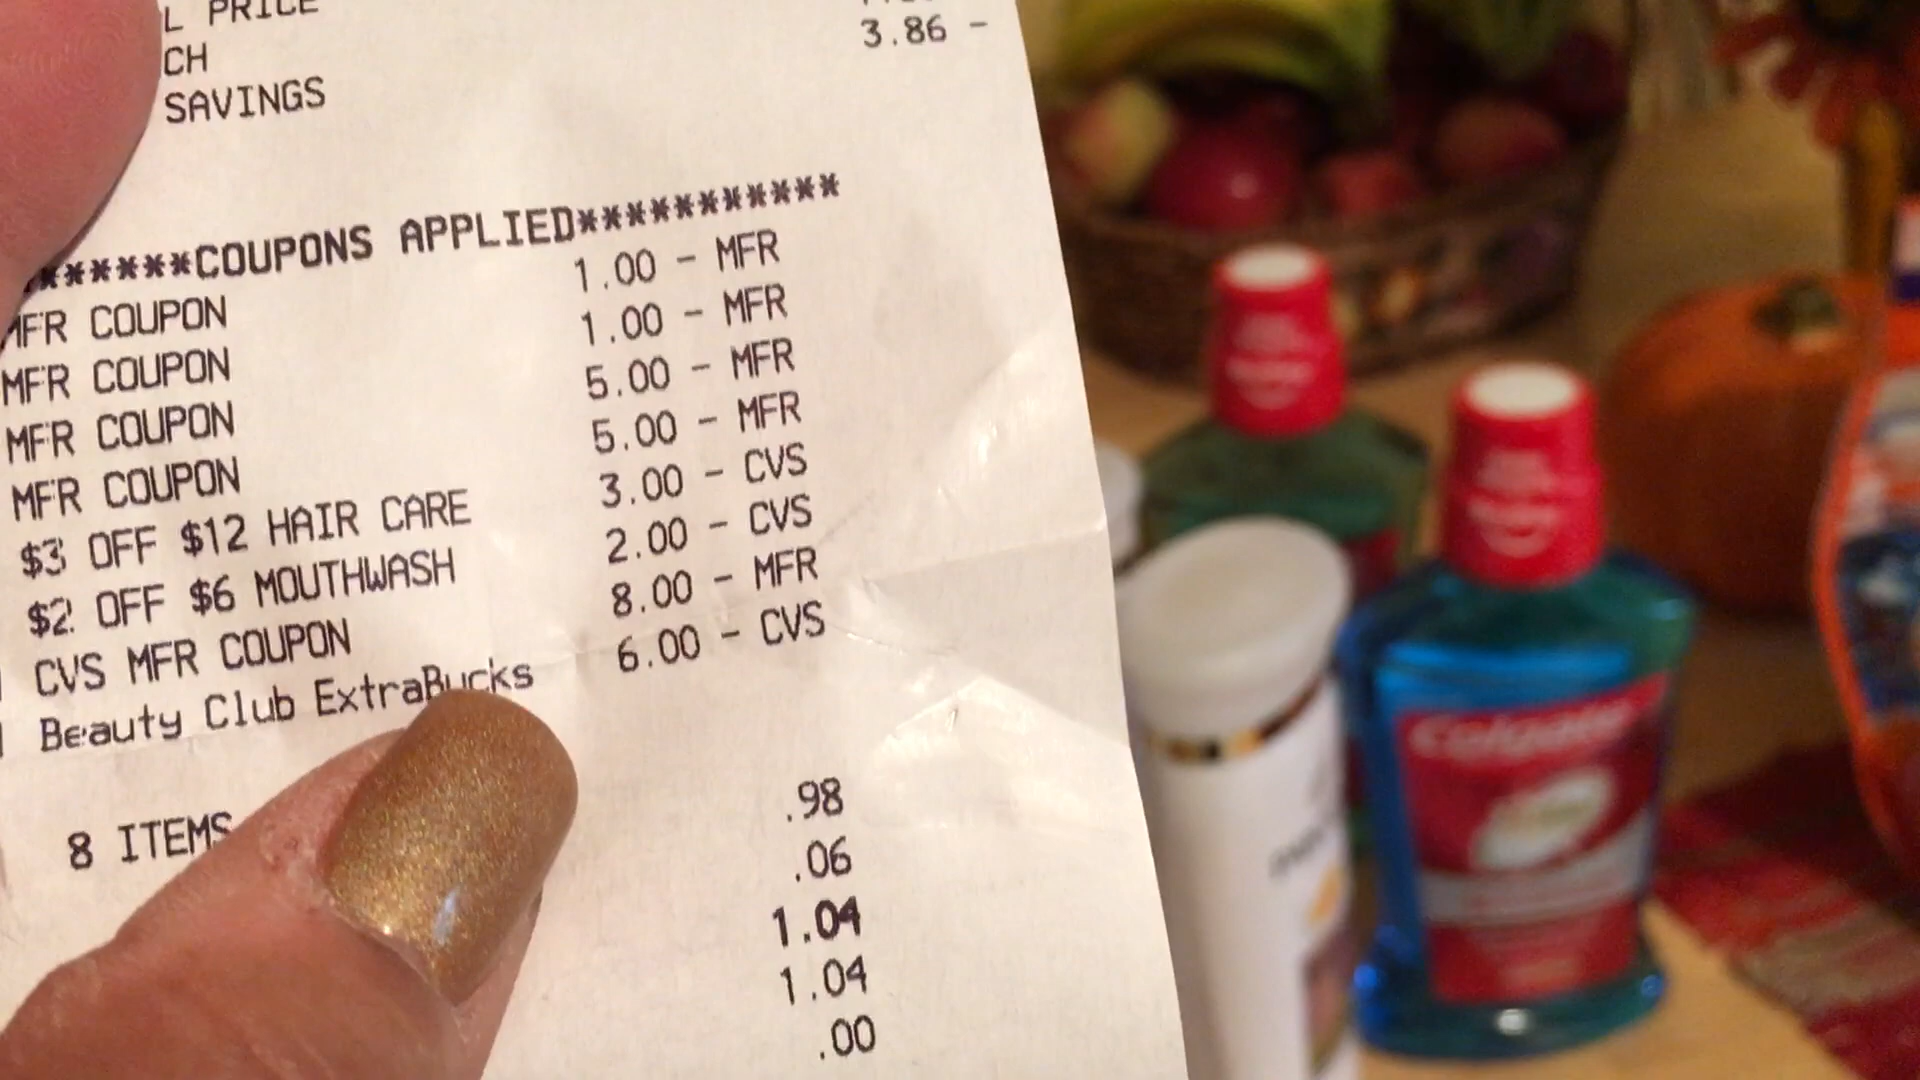 L PRICE
CH 3.86 -
SAVINGS
******COUPONS APPLIED***********
MFR COUPON 1.00 - MFR
MFR COUPON 1.00 - MFR
MFR COUPON 5.00 - MFR
MFR COUPON 5.00 - MFR
$3 OFF $12 HAIR CARE 3.00 - CVS
$2 OFF $6 MOUTHWASH 2.00 - CVS
CVS MFR COUPON 8.00 - MFR
Beauty Club ExtraBucks 6.00 - CVS
8 ITEMS
.98
.06
1.04
1.04
.00
Colgate